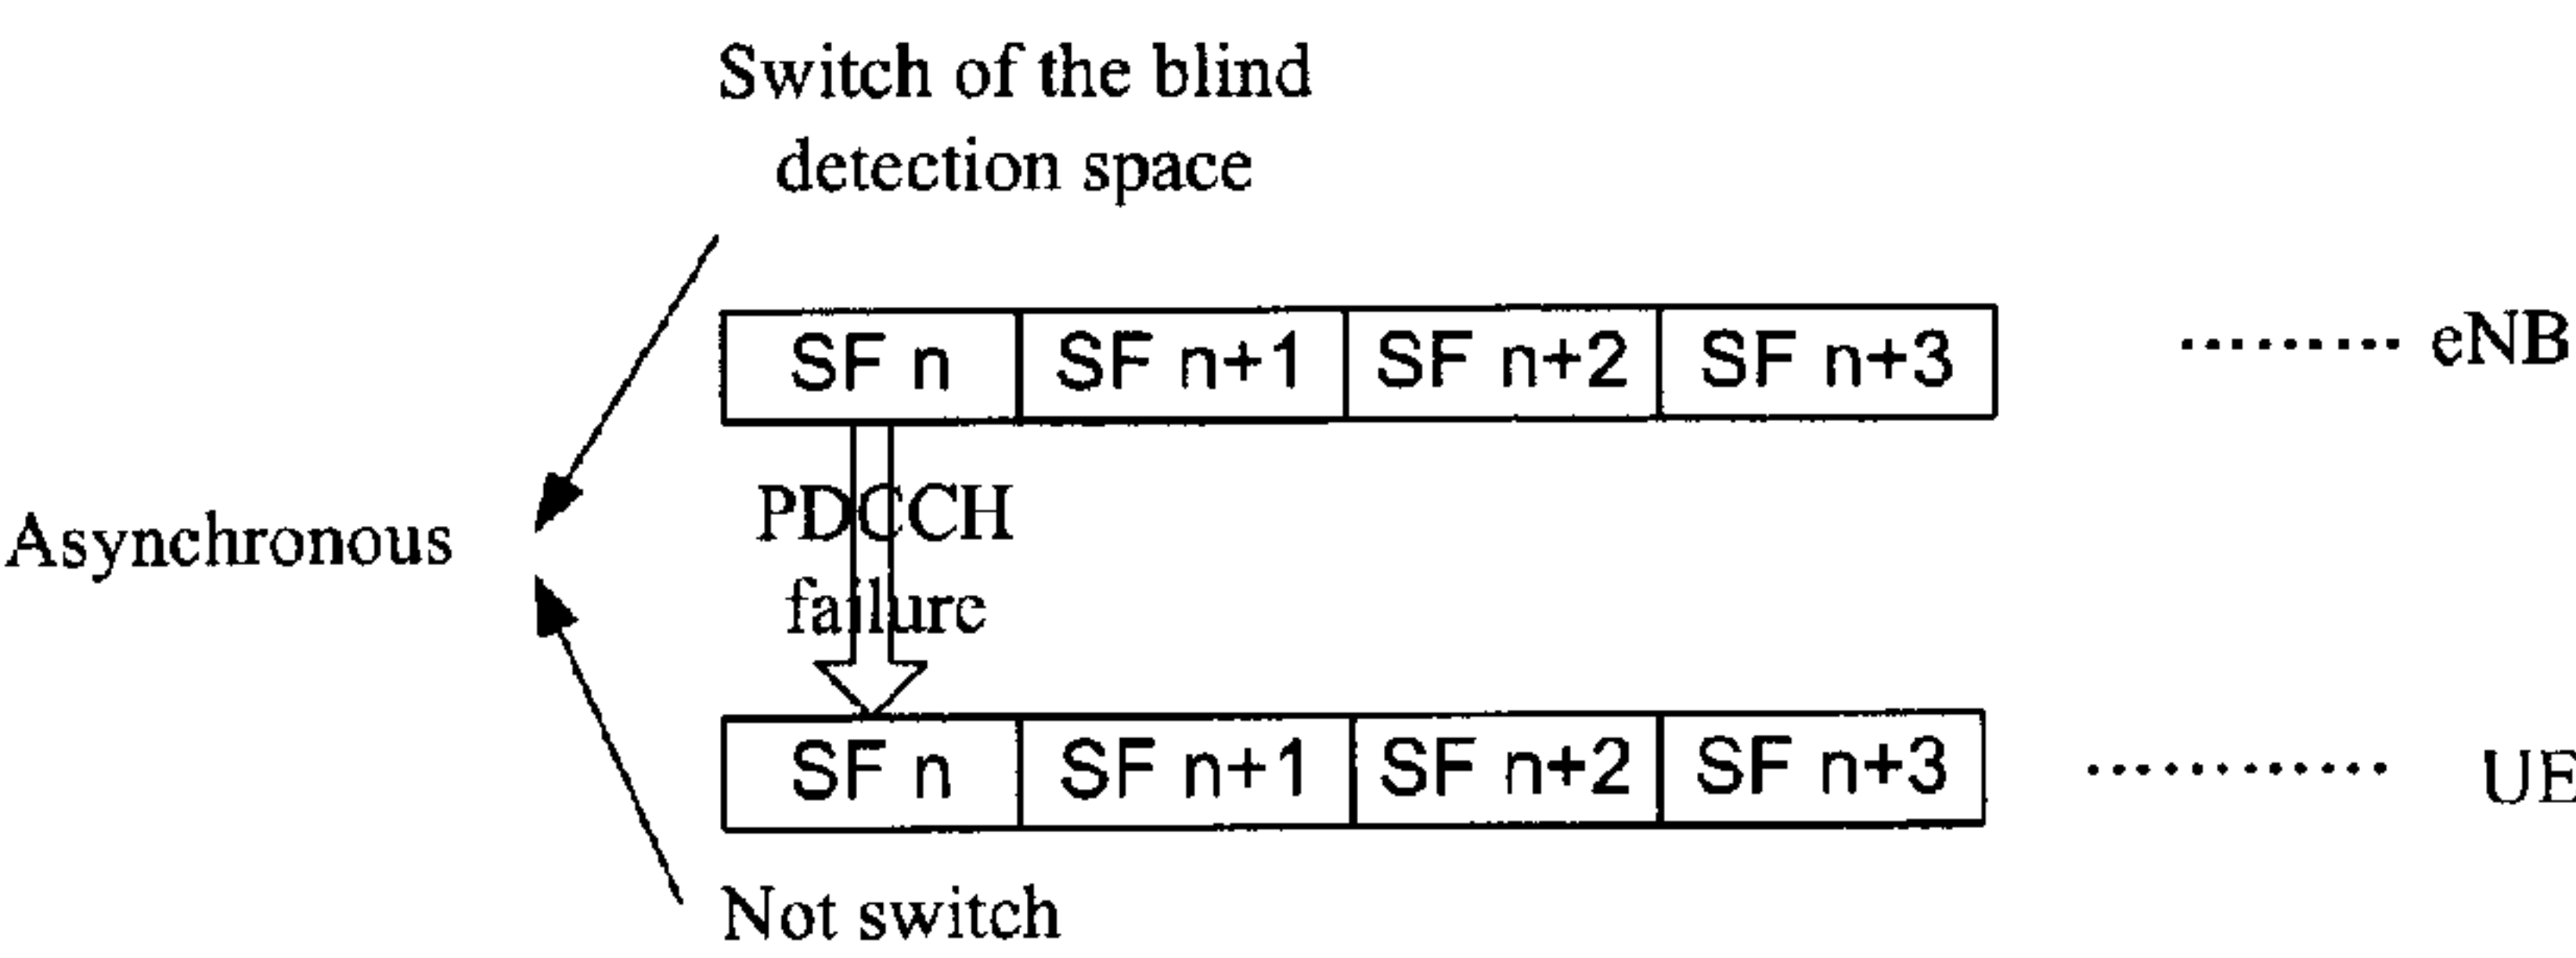 Switch of the blind
detection space
SF n SF n+1 SF n+2 SF n+3 eNB
PDCCH
Asynchronous
failure
SF n SF n+1 SF n+2 SF n+3 UE
Not switch